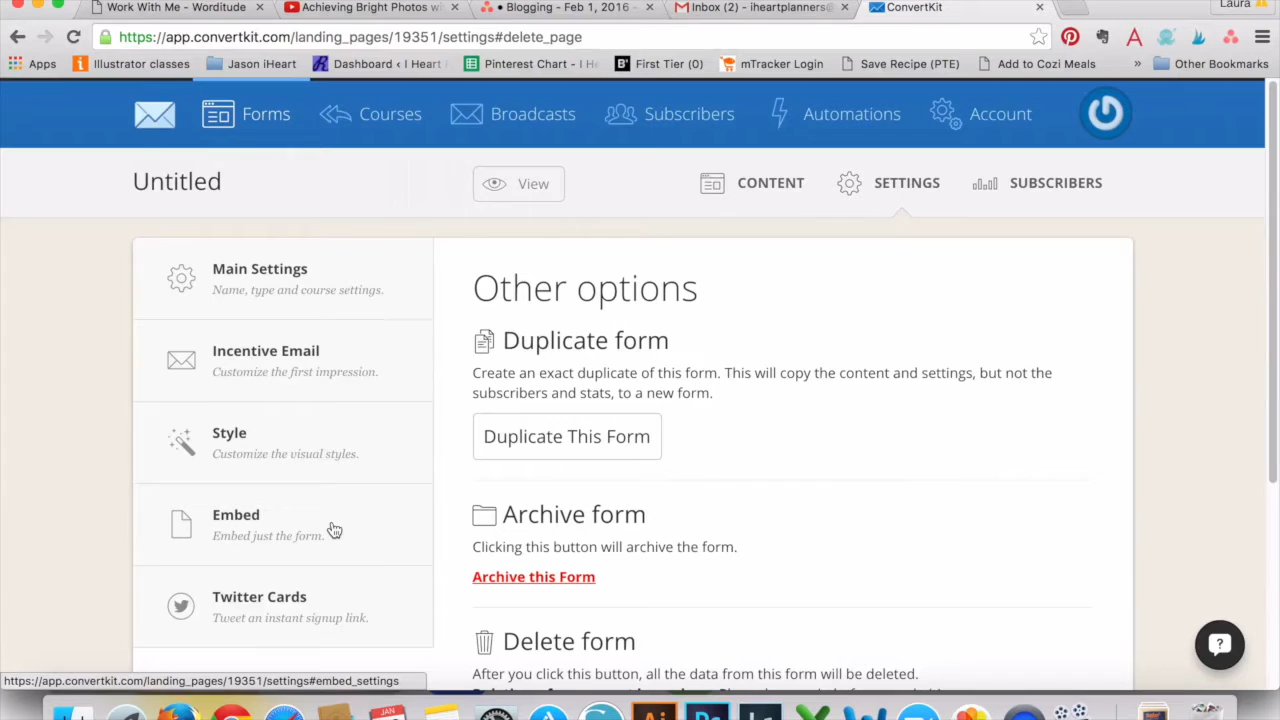 Work With Me - Worditude
Achieving Bright Photos with
• Blogging - Feb 1, 2016 -
Inbox (2) - iheartplanners@
ConvertKit
Laura
https://app.convertkit.com/landing_pages/19351/settings#delete_page
Apps
Illustrator classes
Jason iHeart
Dashboard ‹ I Heart
Pinterest Chart - I He
First Tier (0)
mTracker Login
Save Recipe (PTE)
Add to Cozi Meals
»
Other Bookmarks
Forms
Courses
Broadcasts
Subscribers
Automations
Account
Untitled
View
CONTENT
SETTINGS
SUBSCRIBERS
Main Settings
Name, type and course settings.
Incentive Email
Customize the first impression.
Style
Customize the visual styles.
Embed
Embed just the form.
Twitter Cards
Tweet an instant signup link.
Other options
Duplicate form
Create an exact duplicate of this form. This will copy the content and settings, but not the
subscribers and stats, to a new form.
Duplicate This Form
Archive form
Clicking this button will archive the form.
Archive this Form
Delete form
After you click this button, all the data from this form will be deleted.
https://app.convertkit.com/landing_pages/19351/settings#embed_settings
JAN
Ai
Ps